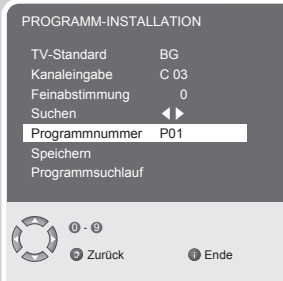 PROGRAMM-INSTALLATION
TV-Standard BG
Kanaleingabe C 03
Feinabstimmung 0
Suchen
Programmnummer P01
Speichern
Programmsuchlauf
0 - 9
Zurück
i Ende